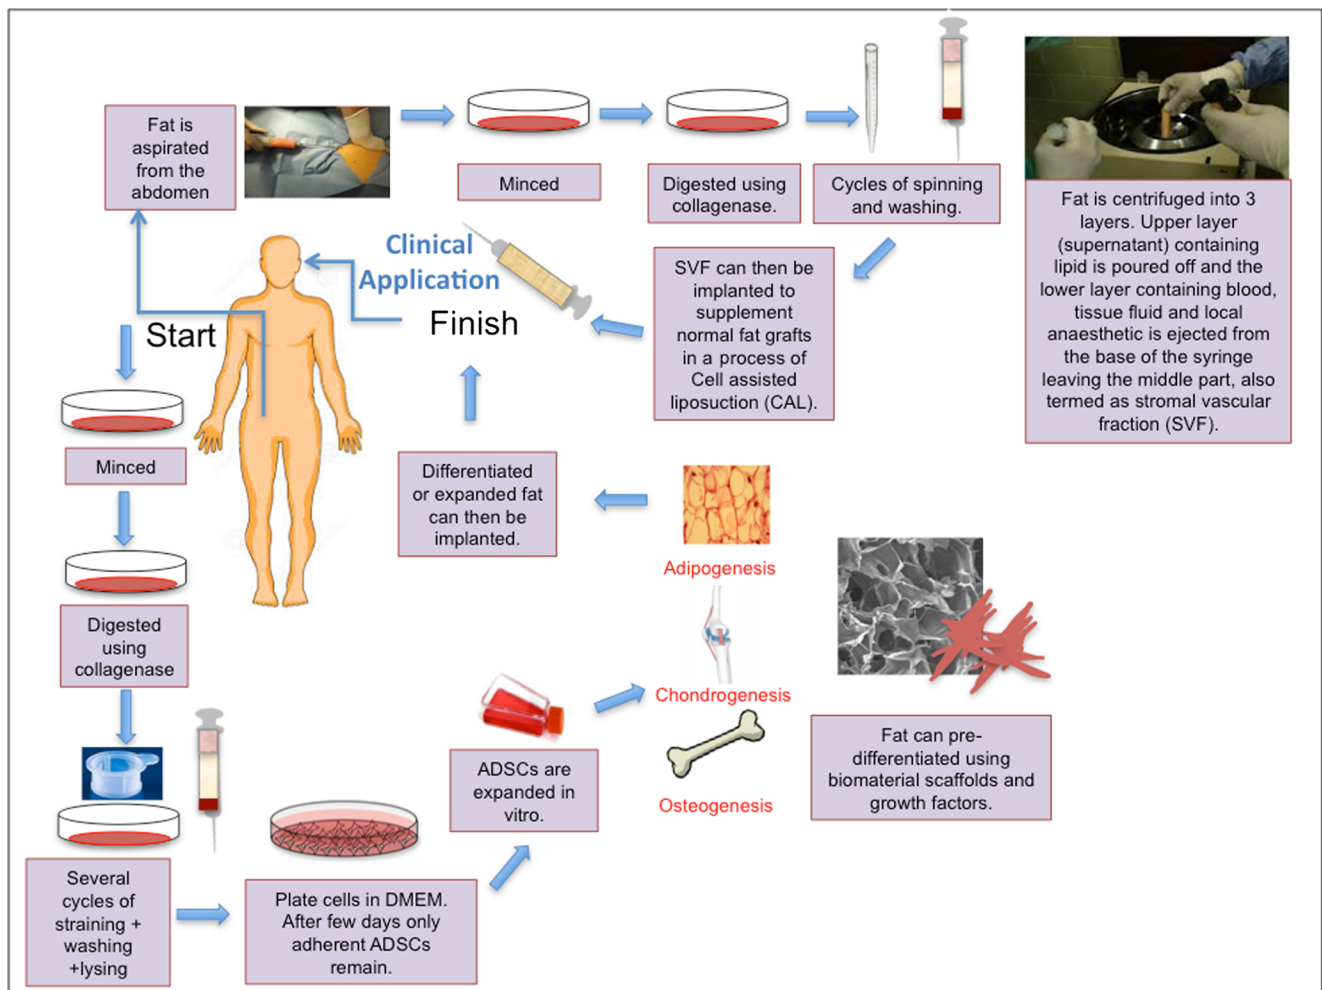 Fat is
aspirated
from the
abdomen
Minced
Digested using
collagenase.
Cycles of spinning
and washing.
Fat is centrifuged into 3
layers. Upper layer
(supernatant) containing
lipid is poured off and the
lower layer containing blood,
tissue fluid and local
anaesthetic is ejected from
the base of the syringe
leaving the middle part, also
termed as stromal vascular
fraction (SVF).
SVF can then be
implanted to
supplement
normal fat grafts
in a process of
Cell assisted
liposuction (CAL).
Clinical
Application
Finish
Start
Minced
Digested
using
collagenase
Several
cycles of
straining +
washing
+lysing
Plate cells in DMEM.
After few days only
adherent ADSCs
remain.
ADSCs are
expanded in
vitro.
Adipogenesis
Chondrogenesis
Osteogenesis
Fat can pre-
differentiated using
biomaterial scaffolds and
growth factors.
Differentiated
or expanded fat
can then be
implanted.